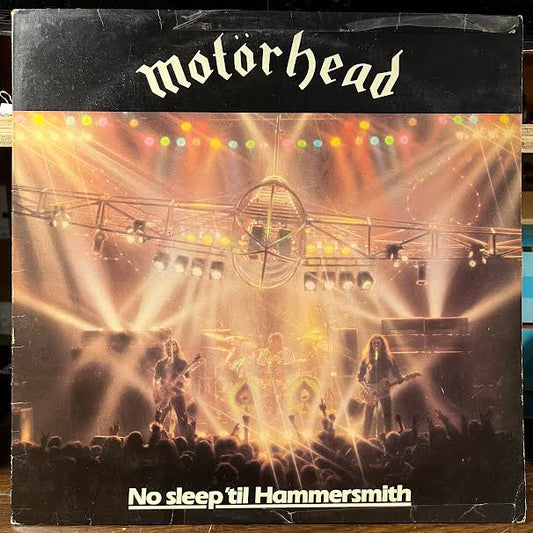 motörhead
No sleep 'til Hammersmith